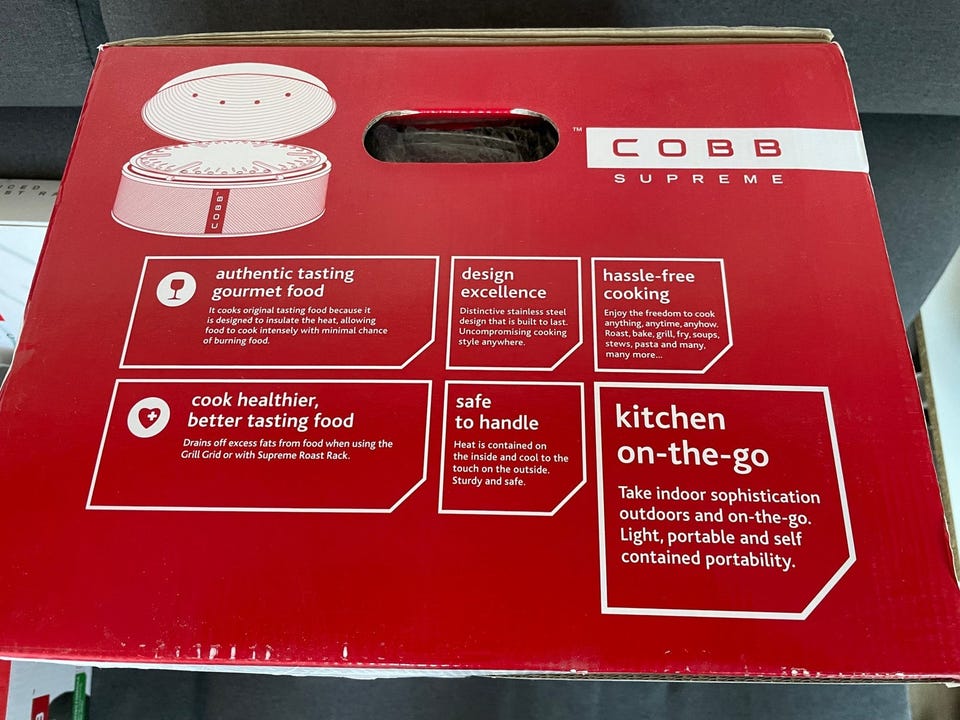 ™
COBB
SUPREME
COBB
authentic tasting
gourmet food
It cooks original tasting food because it
is designed to insulate the heat, allowing
food to cook intensely with minimal chance
of burning food.
design
excellence
Distinctive stainless steel
design that is built to last.
Uncompromising cooking
style anywhere.
hassle-free
cooking
Enjoy the freedom to cook
anything, anytime, anyhow.
Roast, bake, grill, fry, soups,
stews, pasta and many,
many more...
cook healthier,
better tasting food
Drains off excess fats from food when using the
Grill Grid or with Supreme Roast Rack.
safe
to handle
Heat is contained on
the inside and cool to the
touch on the outside.
Sturdy and safe.
kitchen
on-the-go
Take indoor sophistication
outdoors and on-the-go.
Light, portable and self
contained portability.